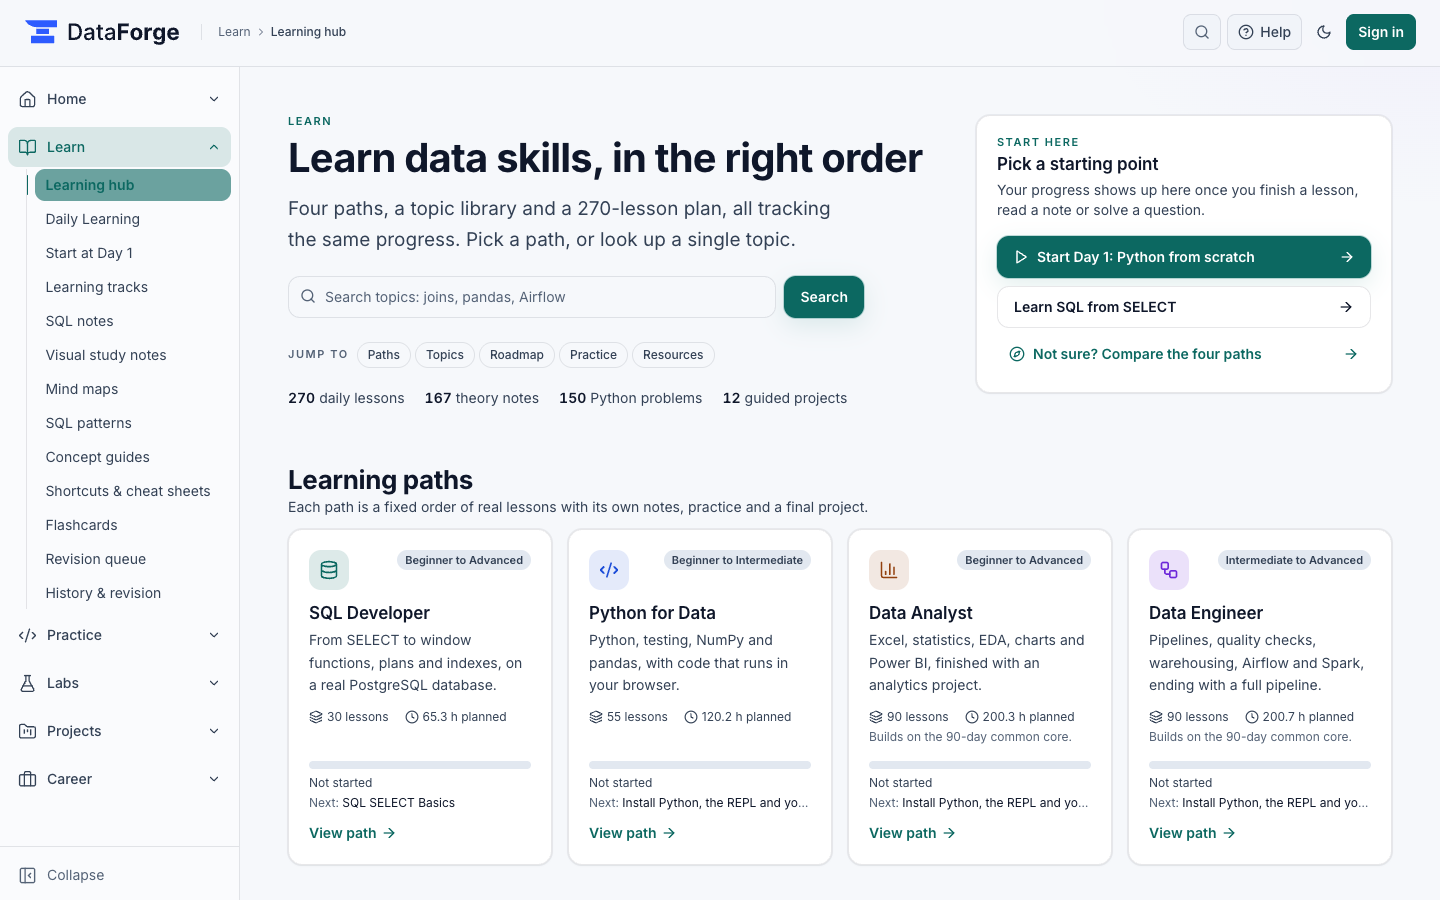 DataForge
Learn > Learning hub
Help
Sign in
Home
Learn
Learning hub
Daily Learning
Start at Day 1
Learning tracks
SQL notes
Visual study notes
Mind maps
SQL patterns
Concept guides
Shortcuts & cheat sheets
Flashcards
Revision queue
History & revision
Practice
Labs
Projects
Career
Collapse
LEARN
Learn data skills, in the right order
Four paths, a topic library and a 270-lesson plan, all tracking
the same progress. Pick a path, or look up a single topic.
Search topics: joins, pandas, Airflow
Search
JUMP TO Paths Topics Roadmap Practice Resources
270 daily lessons 167 theory notes 150 Python problems 12 guided projects
START HERE
Pick a starting point
Your progress shows up here once you finish a lesson,
read a note or solve a question.
Start Day 1: Python from scratch
Learn SQL from SELECT
Not sure? Compare the four paths
Learning paths
Each path is a fixed order of real lessons with its own notes, practice and a final project.
Beginner to Advanced
SQL Developer
From SELECT to window
functions, plans and indexes, on
a real PostgreSQL database.
30 lessons 65.3 h planned
Not started
Next: SQL SELECT Basics
View path
Beginner to Intermediate
Python for Data
Python, testing, NumPy and
pandas, with code that runs in
your browser.
55 lessons 120.2 h planned
Not started
Next: Install Python, the REPL and yo...
View path
Beginner to Advanced
Data Analyst
Excel, statistics, EDA, charts and
Power BI, finished with an
analytics project.
90 lessons 200.3 h planned
Builds on the 90-day common core.
Not started
Next: Install Python, the REPL and yo...
View path
Intermediate to Advanced
Data Engineer
Pipelines, quality checks,
warehousing, Airflow and Spark,
ending with a full pipeline.
90 lessons 200.7 h planned
Builds on the 90-day common core.
Not started
Next: Install Python, the REPL and yo...
View path